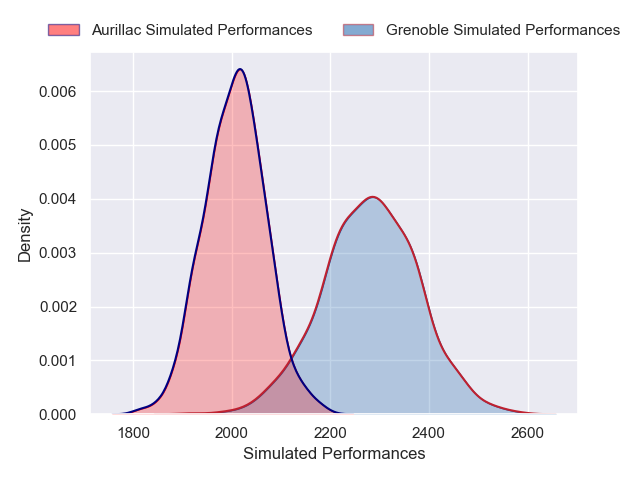 Aurillac Simulated Performances Grenoble Simulated Performances
0.006
0.005
0.004
0.003
0.002
0.001
0.000
Density
1800 2000 2200 2400 2600
Simulated Performances